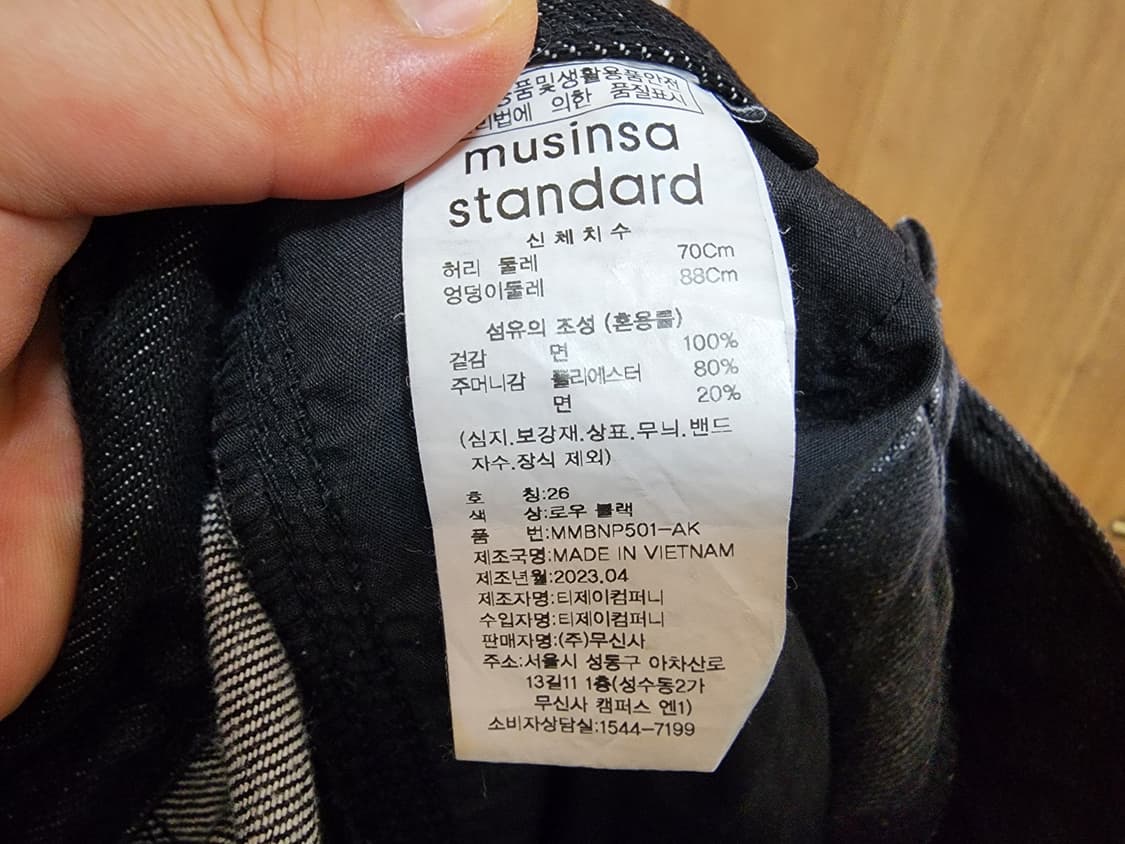 용품및생활용품안전
리법에 의한 품질표시
musinsa
standard
신체치수
허리 둘레 70Cm
엉덩이둘레 88Cm
섬유의 조성 (혼용률)
겉감 면 100%
주머니감 폴리에스터 80%
면 20%
(심지.보강재.상표.무늬.밴드
자수.장식 제외)
호 칭:26
색 상:로우 블랙
품 번:MMBNP501-AK
제조국명:MADE IN VIETNAM
제조년월:2023.04
제조자명:티제이컴퍼니
수입자명:티제이컴퍼니
판매자명:(주)무신사
주소:서울시 성동구 아차산로
13길11 1층(성수동2가
무신사 캠퍼스 엔1)
소비자상담실:1544-7199